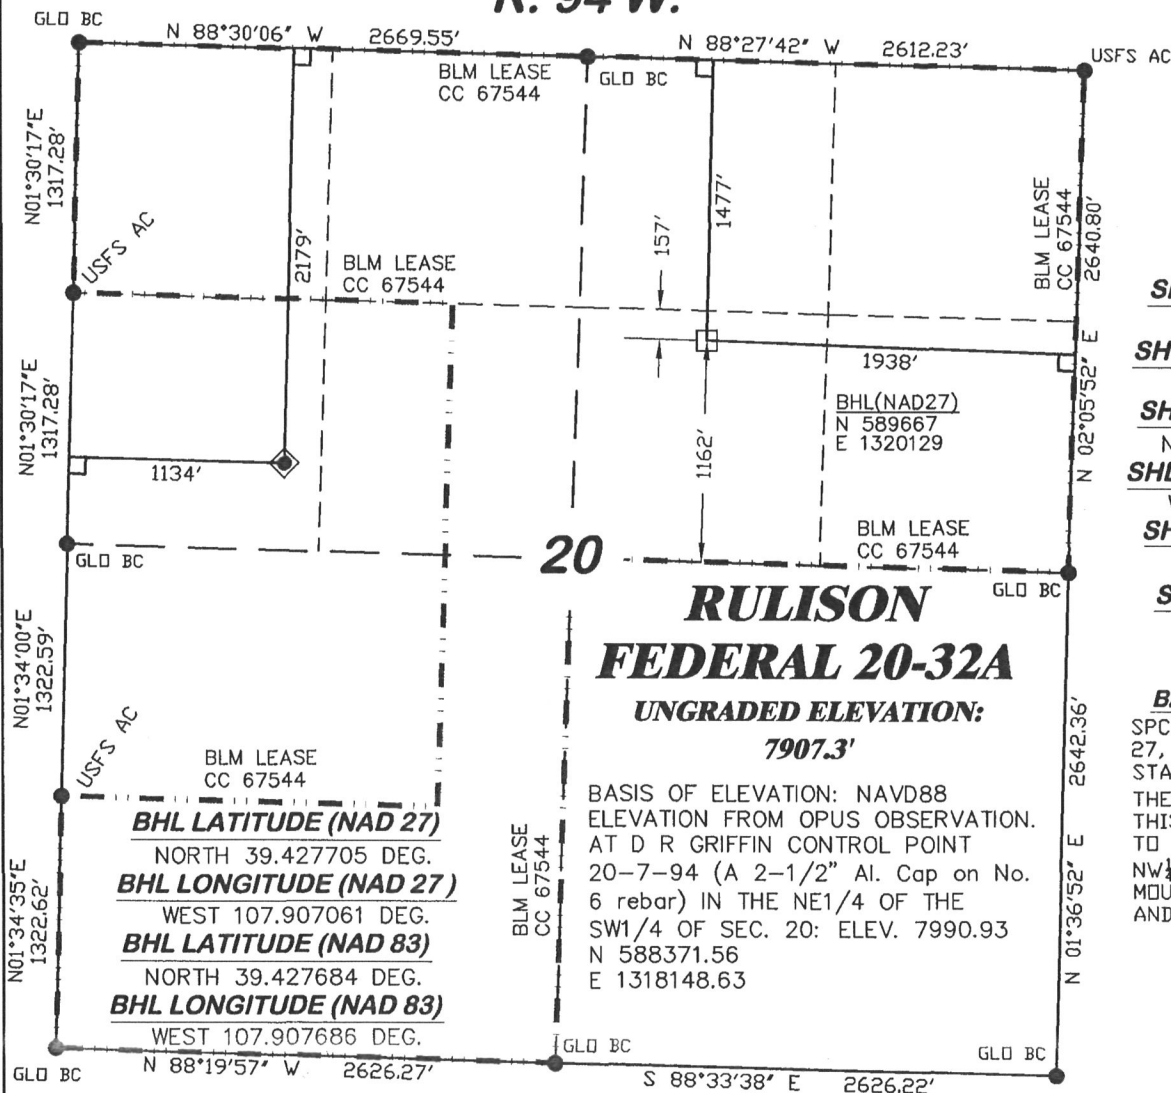 R. 94 W.
GLO BC
N 88°30'06" W 2669.55'
N 88°27'42" W 2612.23'
USFS AC
BLM LEASE
CC 67544
GLO BC
N01°30'17"E
1317.28'
2179'
1477'
157'
BLM LEASE
CC 67544
2640.80'
USFS AC
BLM LEASE
CC 67544
1938'
N 02°05'52" E
N01°30'17"E
1317.28'
1134'
BHL(NAD27)
N 589667
E 1320129
1162'
GLO BC
20
BLM LEASE
CC 67544
GLO BC
RULISON
FEDERAL 20-32A
UNGRADED ELEVATION:
7907.3'
N01°34'00"E
1322.59'
USFS AC
BLM LEASE
CC 67544
2642.36'
N 01°36'52" E
BASIS OF ELEVATION: NAVD88
ELEVATION FROM OPUS OBSERVATION.
AT D R GRIFFIN CONTROL POINT
20-7-94 (A 2-1/2" Al. Cap on No.
6 rebar) IN THE NE1/4 OF THE
SW1/4 OF SEC. 20: ELEV. 7990.93
N 588371.56
E 1318148.63
BHL LATITUDE (NAD 27)
NORTH 39.427705 DEG.
BHL LONGITUDE (NAD 27 )
WEST 107.907061 DEG.
BHL LATITUDE (NAD 83)
NORTH 39.427684 DEG.
BHL LONGITUDE (NAD 83)
WEST 107.907686 DEG.
BLM LEASE
CC 67544
N01°34'35"E
1322.62'
GLO BC
N 88°19'57" W 2626.27'
GLO BC
S 88°33'38" E 2626.22'
GLO BC
SPC
27,
STA
THE
THIS
TO
AND